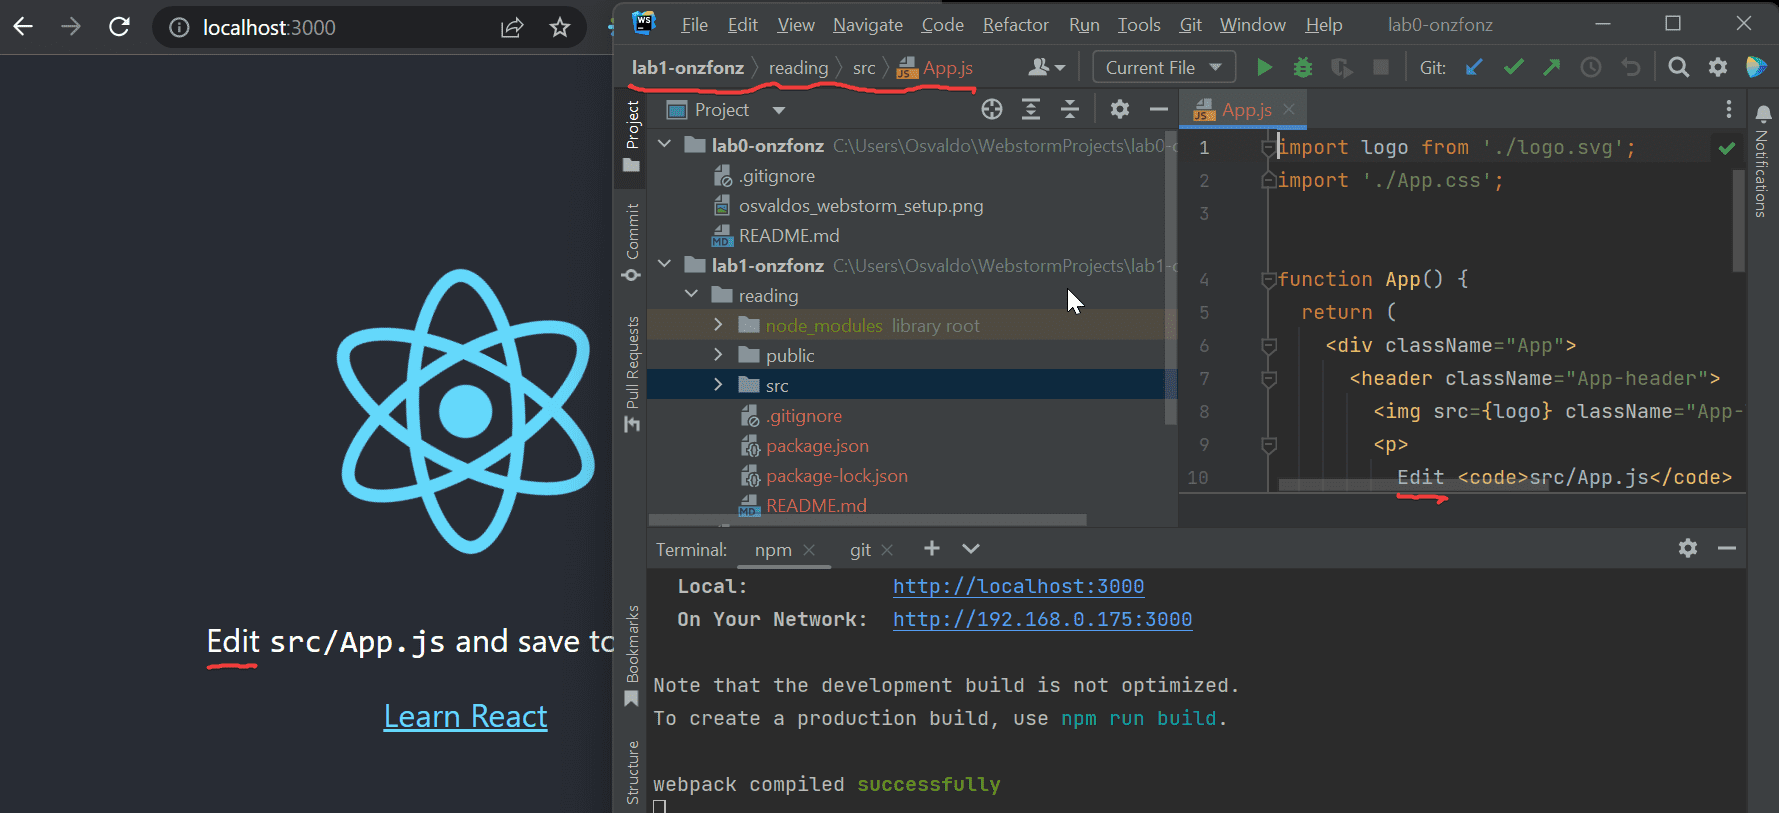 localhost:3000
Edit src/App.js and save to
Learn React
WS
File Edit View Navigate Code Refactor Run Tools Git Window Help lab0-onzfonz
lab1-onzfonz reading src JS App.js Current File Git:
Project
Commit
Pull Requests
Bookmarks
Structure
Project
lab0-onzfonz C:\Users\Osvaldo\WebstormProjects\lab0-
.gitignore
osvaldos_webstorm_setup.png
MD README.md
lab1-onzfonz C:\Users\Osvaldo\WebstormProjects\lab1-
reading
node_modules library root
public
src
.gitignore
package.json
package-lock.json
MD README.md
JS App.js
1 import logo from './logo.svg';
2 import './App.css';
3
4 function App() {
5 return (
6 <div className="App">
7 <header className="App-header">
8 <img src={logo} className="App-
9 <p>
10 Edit <code>src/App.js</code>
Notifications
Terminal: npm git
Local: http://localhost:3000
On Your Network: http://192.168.0.175:3000
Note that the development build is not optimized.
To create a production build, use npm run build.
webpack compiled successfully